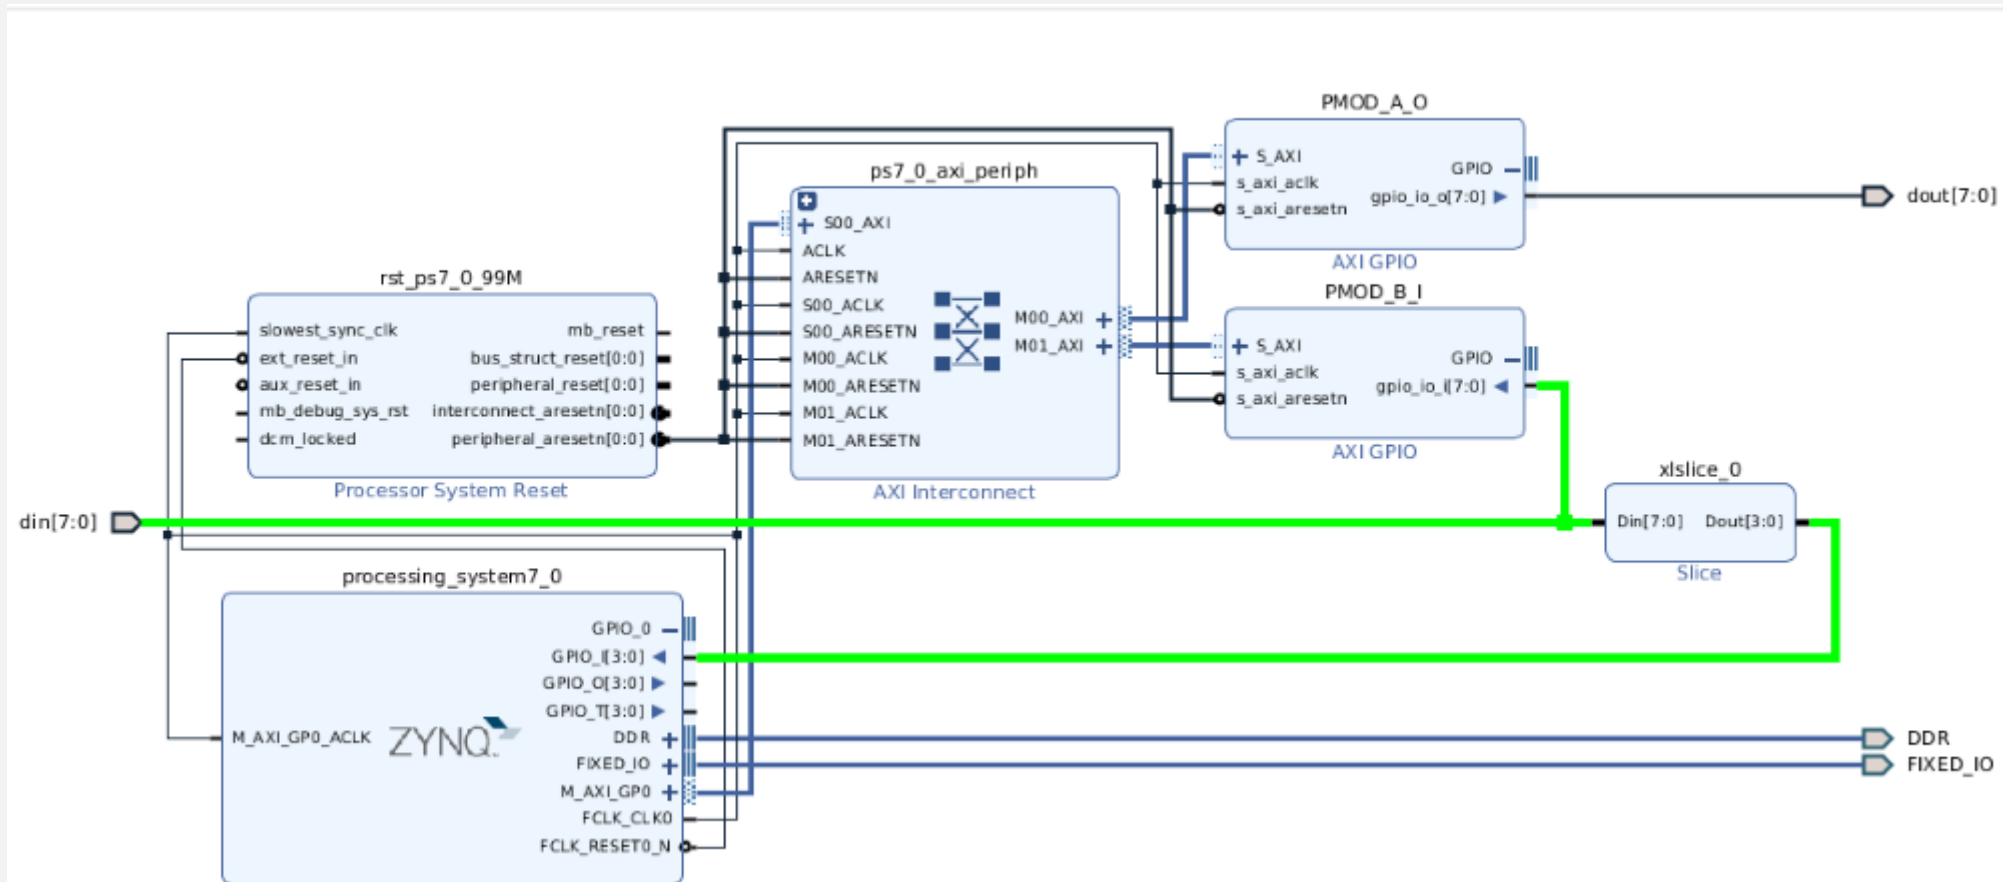 PMOD_A_O
S_AXI
s_axi_aclk
s_axi_aresetn
GPIO
gpio_io_o[7:0]
AXI GPIO
dout[7:0]
ps7_0_axi_periph
S00_AXI
ACLK
ARESETN
S00_ACLK
S00_ARESETN
M00_ACLK
M00_ARESETN
M01_ACLK
M01_ARESETN
M00_AXI
M01_AXI
AXI Interconnect
PMOD_B_I
S_AXI
s_axi_aclk
s_axi_aresetn
GPIO
gpio_io_i[7:0]
AXI GPIO
rst_ps7_0_99M
slowest_sync_clk
ext_reset_in
aux_reset_in
mb_debug_sys_rst
dcm_locked
mb_reset
bus_struct_reset[0:0]
peripheral_reset[0:0]
interconnect_aresetn[0:0]
peripheral_aresetn[0:0]
Processor System Reset
xlslice_0
Din[7:0]
Dout[3:0]
Slice
din[7:0]
processing_system7_0
M_AXI_GP0_ACLK
ZYNQ
GPIO_0
GPIO_I[3:0]
GPIO_O[3:0]
GPIO_T[3:0]
DDR
FIXED_IO
M_AXI_GP0
FCLK_CLK0
FCLK_RESET0_N
DDR
FIXED_IO